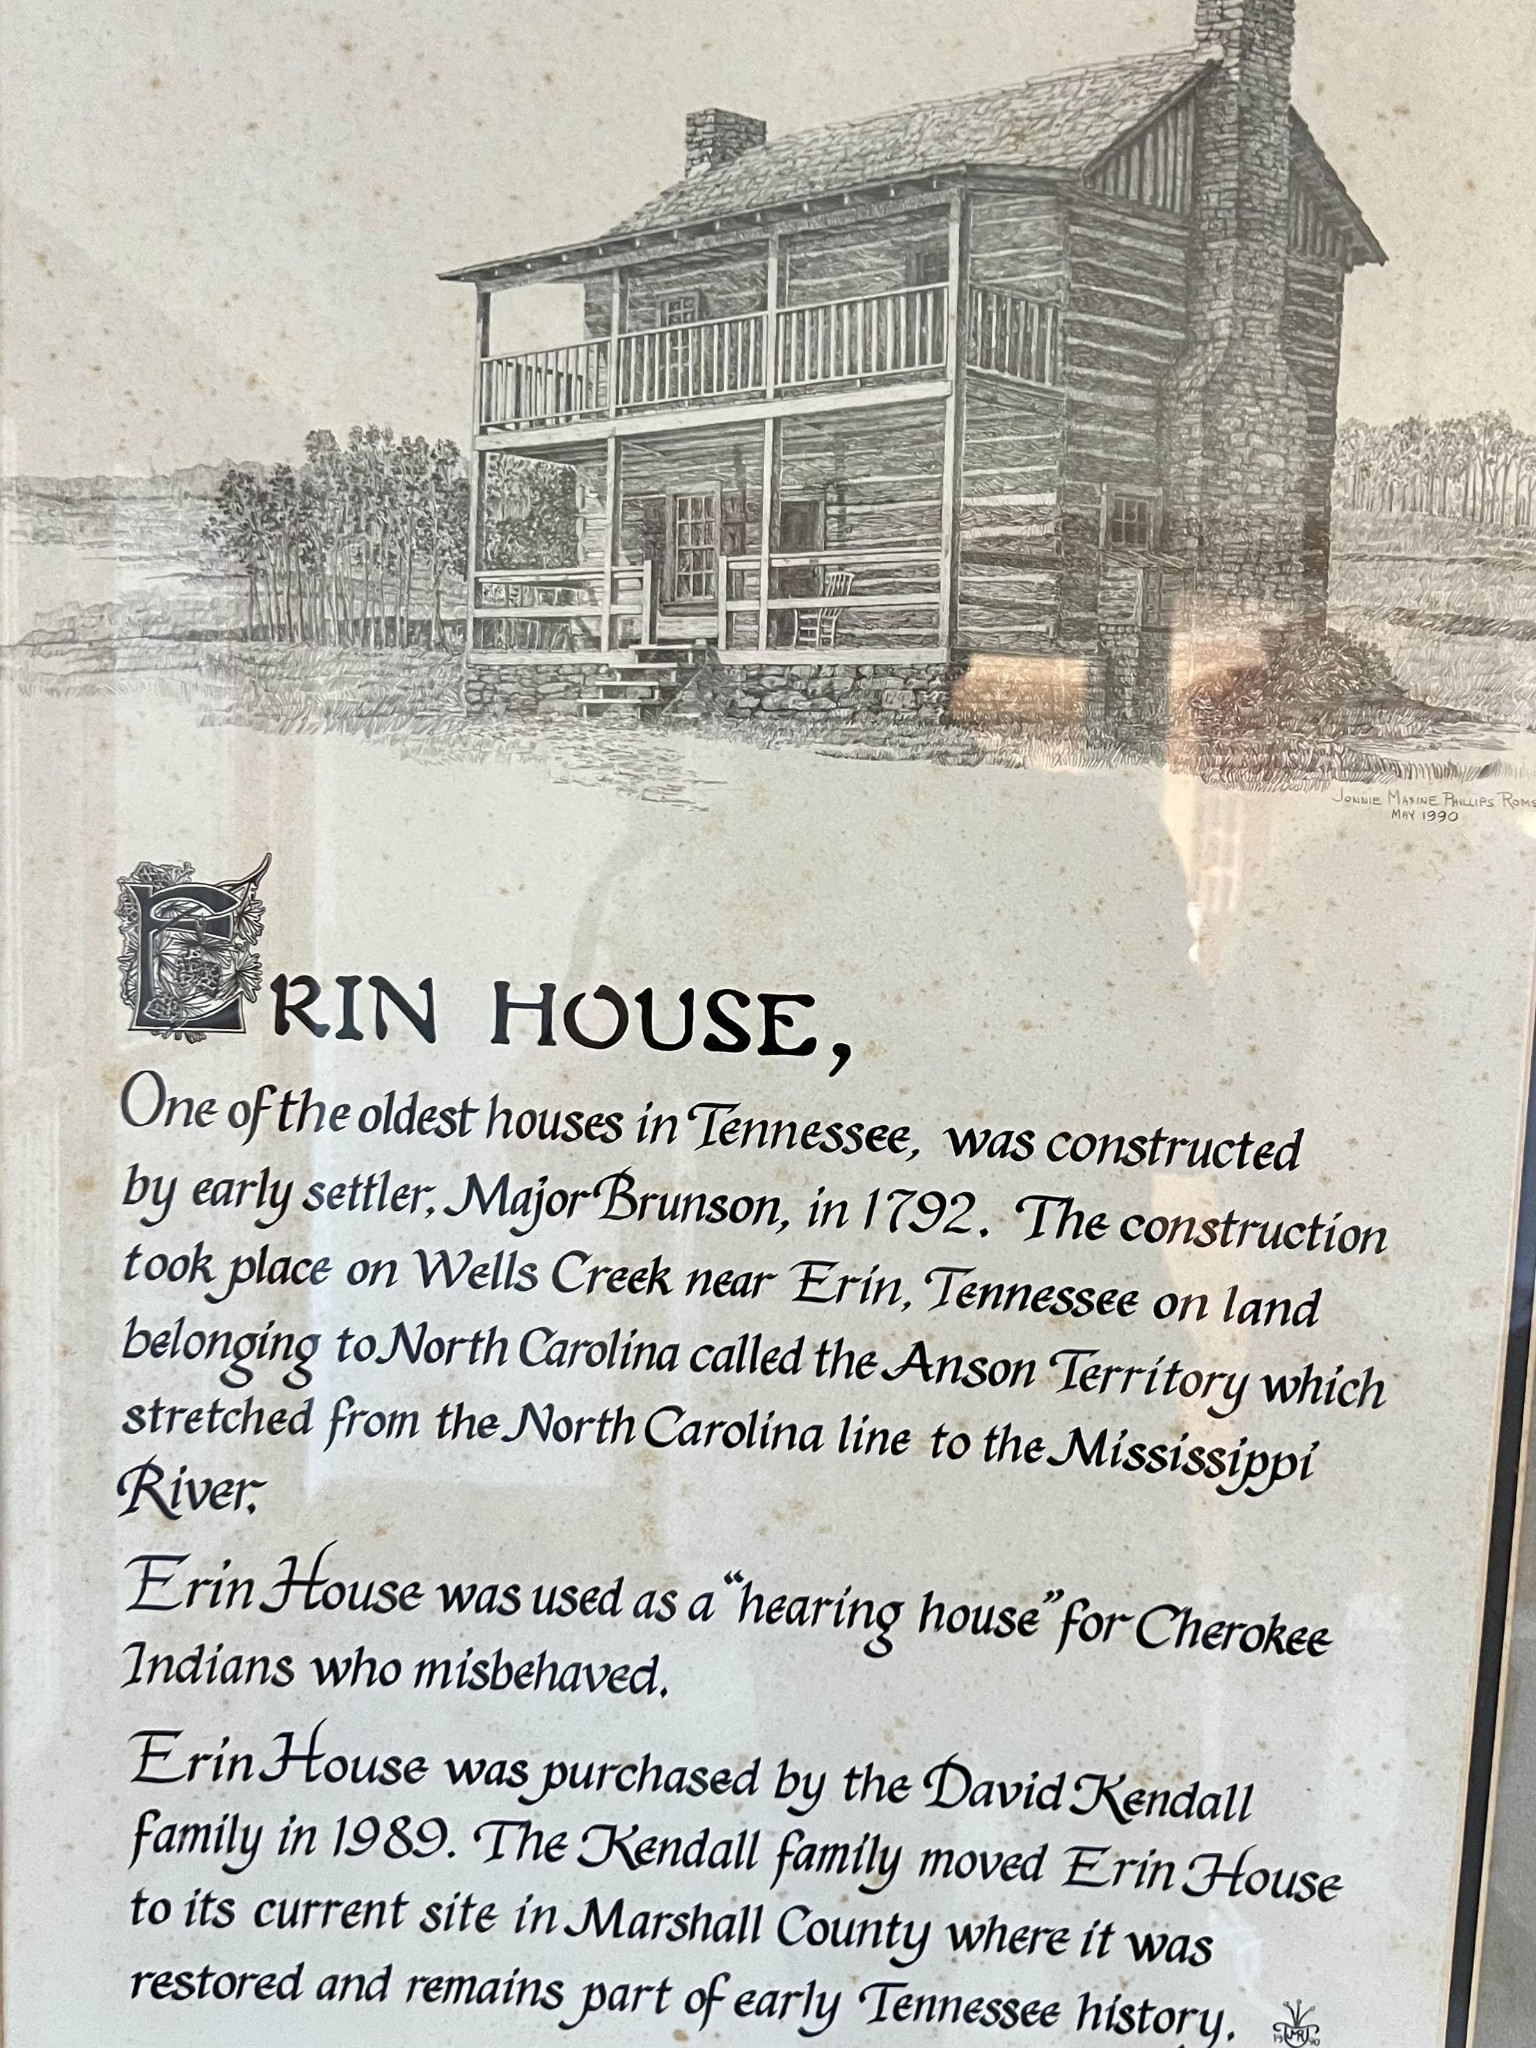 JONNIE MAXINE PHILLIPS
MAY 1990
ERIN HOUSE,
One of the oldest houses in Tennessee, was constructed
by early settler, Major Brunson, in 1792. The construction
took place on Wells Creek near Erin, Tennessee on land
belonging to North Carolina called the Anson Territory which
stretched from the North Carolina line to the Mississippi
River.
Erin House was used as a "hearing house" for Cherokee
Indians who misbehaved.
Erin House was purchased by the David Kendall
family in 1989. The Kendall family moved Erin House
to its current site in Marshall County where it was
restored and remains part of early Tennessee history.